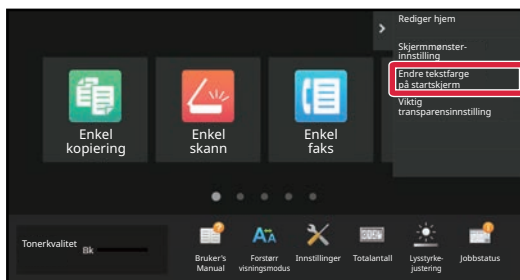 Rediger hjem
Skjermmønster-
innstilling
Endre tekstfarge
på startskjerm
Viktig
transparensinnstilling
Enkel
kopiering
Enkel
skann
Enkel
faks
Tonerkvalitet
Bk
Bruker's
Manual
Forstørr
visningsmodus
Innstillinger
Totalantall
Lysstyrke-
justering
Jobbstatus